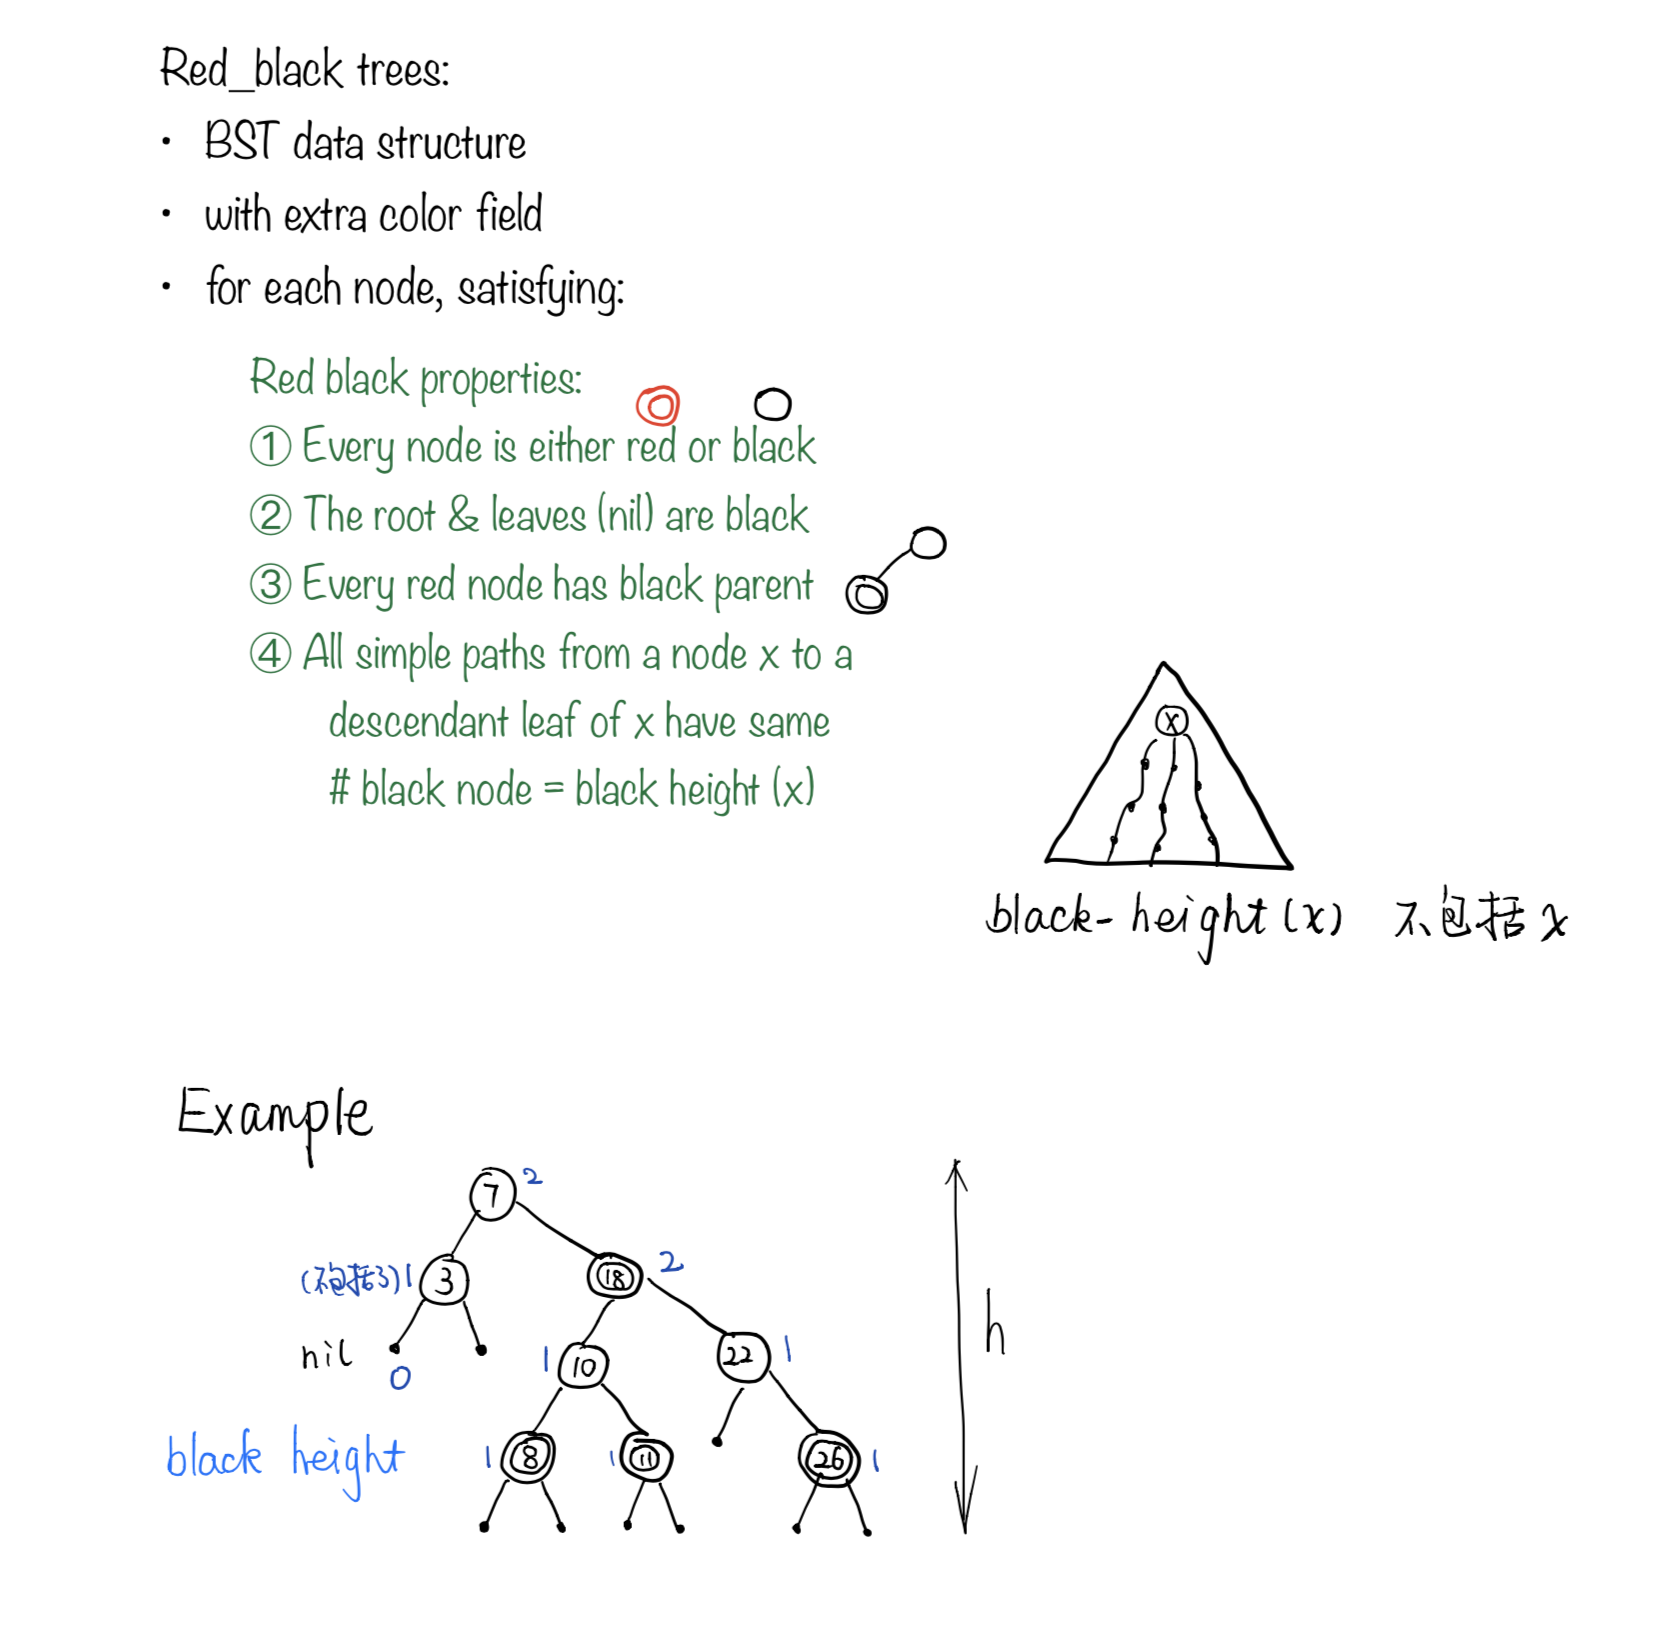 Red_black trees:
• BST data structure
• with extra color field
• for each node, satisfying:
Red black properties:
① Every node is either red or black
② The root & leaves (nil) are black
③ Every red node has black parent
④ All simple paths from a node x to a
descendant leaf of x have same
# black node = black height (x)
x
black-height(x) 不包括x
Example
7 2
(不包括3) 1 3 18 2
nil 0 1 10 22 1
h
black height 1 8 1 11 26 1